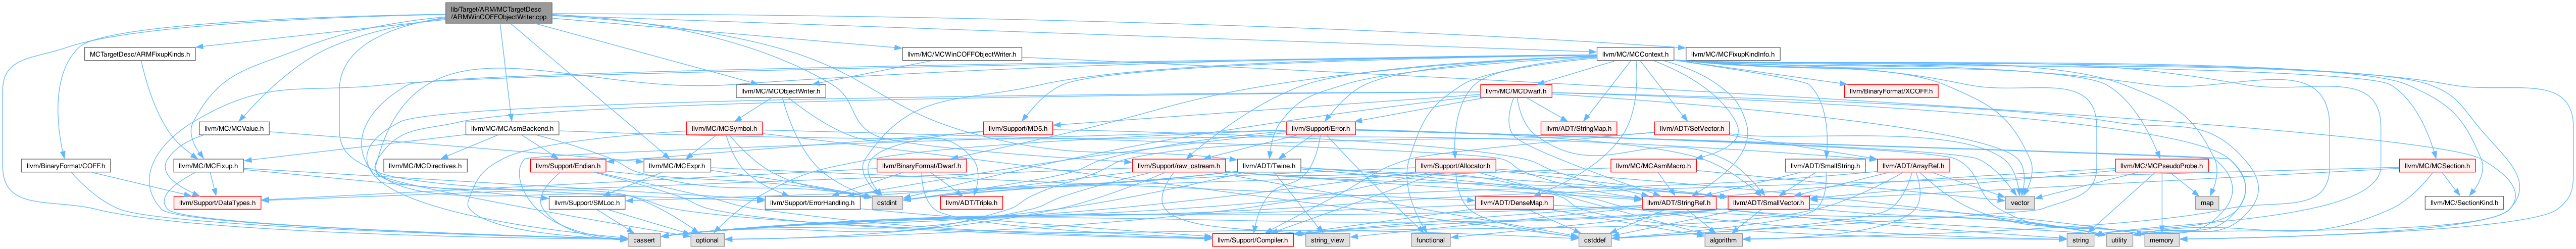 lib/Target/ARM/MCTargetDesc
/ARMWinCOFFObjectWriter.cpp
MCTargetDesc/ARMFixupKinds.h
llvm/MC/MCWinCOFFObjectWriter.h
llvm/MC/MCContext.h
llvm/MC/MCFixupKindInfo.h
llvm/MC/MCObjectWriter.h
llvm/MC/MCDwarf.h
llvm/BinaryFormat/XCOFF.h
llvm/MC/MCValue.h
llvm/MC/MCAsmBackend.h
llvm/MC/MCSymbol.h
llvm/Support/MD5.h
llvm/Support/Error.h
llvm/ADT/StringMap.h
llvm/ADT/SetVector.h
llvm/BinaryFormat/COFF.h
llvm/MC/MCFixup.h
llvm/MC/MCDirectives.h
llvm/Support/Endian.h
llvm/MC/MCExpr.h
llvm/BinaryFormat/Dwarf.h
llvm/Support/raw_ostream.h
llvm/ADT/Twine.h
llvm/Support/Allocator.h
llvm/MC/MCAsmMacro.h
llvm/ADT/SmallString.h
llvm/ADT/ArrayRef.h
llvm/MC/MCPseudoProbe.h
llvm/MC/MCSection.h
llvm/Support/DataTypes.h
llvm/Support/SMLoc.h
llvm/Support/ErrorHandling.h
cstdint
llvm/ADT/Triple.h
llvm/ADT/DenseMap.h
llvm/ADT/StringRef.h
llvm/ADT/SmallVector.h
vector
map
llvm/MC/SectionKind.h
cassert
optional
llvm/Support/Compiler.h
string_view
functional
cstddef
algorithm
string
utility
memory